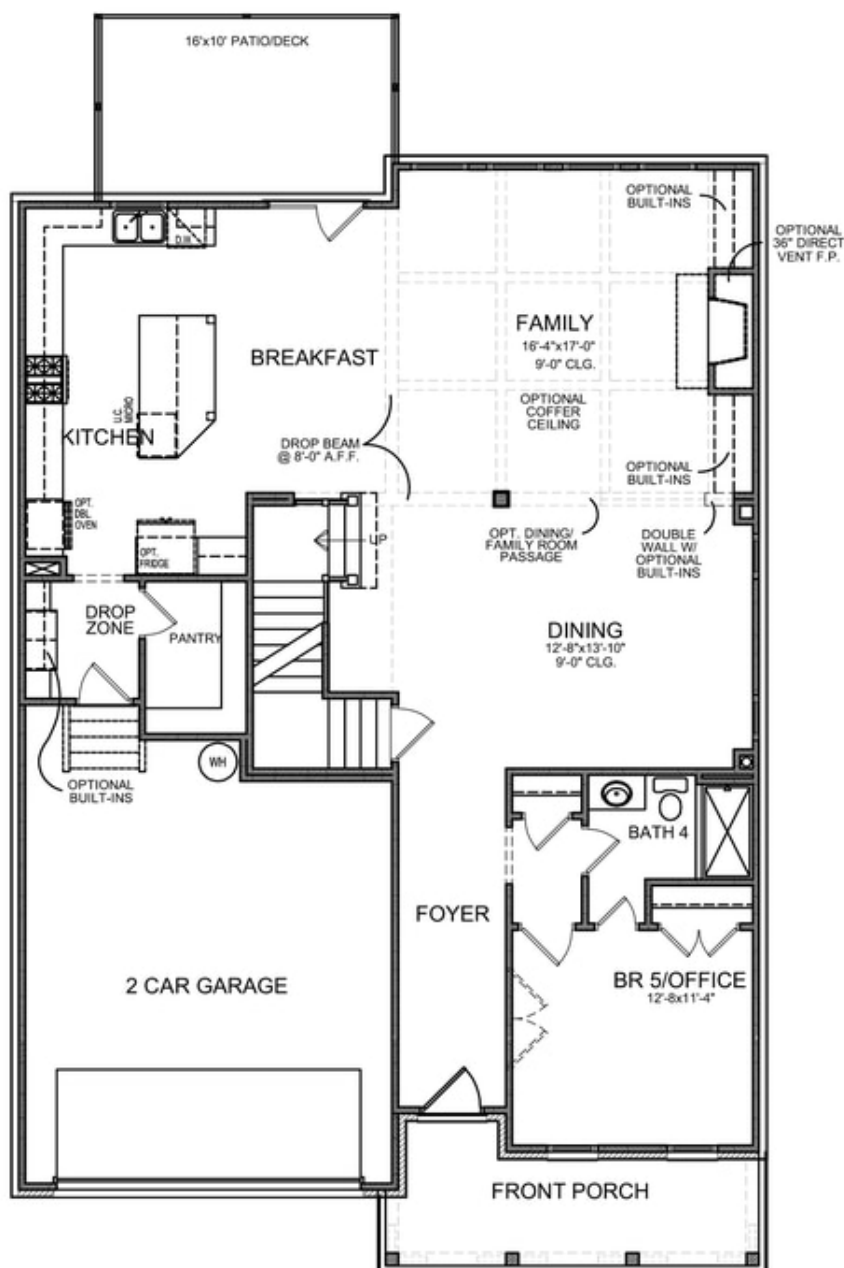 16'x10' PATIO/DECK
OPTIONAL
BUILT-INS
OPTIONAL
36" DIRECT
VENT F.P.
D.W.
FAMILY
16'-4"x17'-0"
9'-0" CLG.
BREAKFAST
OPTIONAL
COFFER
CEILING
U.C.
MICRO
KITCHEN
DROP BEAM
@ 8'-0" A.F.F.
OPTIONAL
BUILT-INS
OPT.
DBL
OVEN
OPT.
FRIDGE
UP
OPT. DINING/
FAMILY ROOM
PASSAGE
DOUBLE
WALL W/
OPTIONAL
BUILT-INS
DROP
ZONE
PANTRY
DINING
12'-8"x13'-10"
9'-0" CLG.
WH
OPTIONAL
BUILT-INS
BATH 4
FOYER
2 CAR GARAGE
BR 5/OFFICE
12'-8x11'-4"
FRONT PORCH